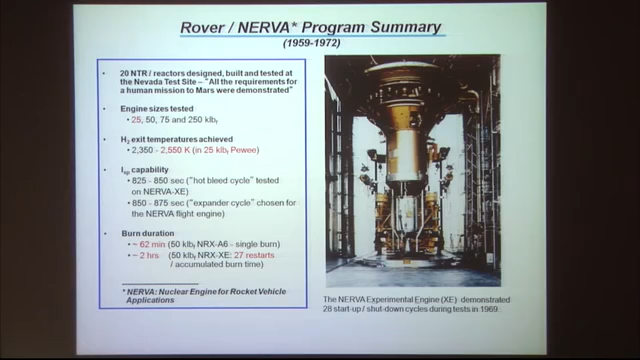 Rover / NERVA* Program Summary
(1959-1972)
• 20 NTR / reactors designed, built and tested at
the Nevada Test Site – "All the requirements for
a human mission to Mars were demonstrated"
• Engine sizes tested
• 25, 50, 75 and 250 klbf
• H2 exit temperatures achieved
• 2,350 - 2,550 K (in 25 klbf Pewee)
• Isp capability
• 825 - 850 sec ("hot bleed cycle" tested
on NERVA-XE)
• 850 - 875 sec ("expander cycle" chosen for
the NERVA flight engine)
• Burn duration
• ~ 62 min (50 klbf NRX-A6 - single burn)
• ~ 2 hrs (50 klbf NRX-XE: 27 restarts
/ accumulated burn time)
* NERVA: Nuclear Engine for Rocket Vehicle
Applications
The NERVA Experimental Engine (XE) demonstrated
28 start-up / shut-down cycles during tests in 1969.